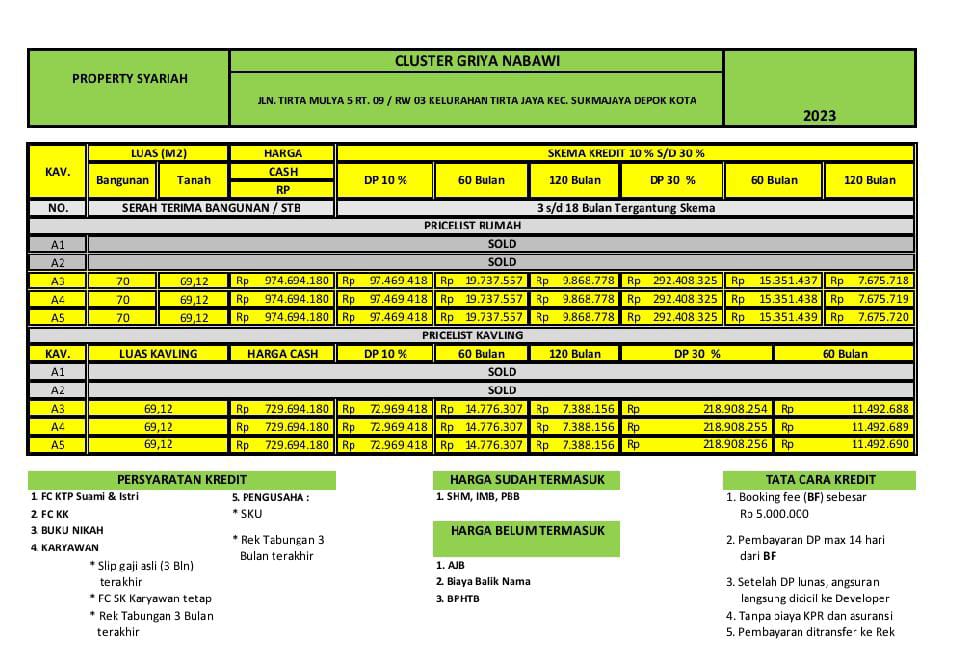 PROPERTY SYARIAH
CLUSTER GRIYA NABAWI
JLN. TIRTA MULYA 5 RT. 09 / RW 03 KELURAHAN TIRTA JAYA KEC. SUKMAJAYA DEPOK KOTA
2023
KAV. LUAS (M2) HARGA SKEMA KREDIT 10 % S/D 30 %
Bangunan Tanah CASH DP 10 % 60 Bulan 120 Bulan DP 30 % 60 Bulan 120 Bulan
RP
NO. SERAH TERIMA BANGUNAN / STB 3 s/d 18 Bulan Tergantung Skema
PRICELIST RUMAH
A1 SOLD
A2 SOLD
A3 70 69,12 Rp 974.694.180 Rp 97.469.418 Rp 19.737.557 Rp 9.868.778 Rp 292.408.325 Rp 15.351.437 Rp 7.675.718
A4 70 69,12 Rp 974.694.180 Rp 97.469.418 Rp 19.737.557 Rp 9.868.778 Rp 292.408.325 Rp 15.351.438 Rp 7.675.719
A5 70 69,12 Rp 974.694.180 Rp 97.469.418 Rp 19.737.557 Rp 9.868.778 Rp 292.408.325 Rp 15.351.439 Rp 7.675.720
PRICELIST KAVLING
KAV. LUAS KAVLING HARGA CASH DP 10 % 60 Bulan 120 Bulan DP 30 % 60 Bulan
A1 SOLD
A2 SOLD
A3 69,12 Rp 729.694.180 Rp 72.969.418 Rp 14.776.307 Rp 7.388.156 Rp 218.908.254 Rp 11.492.688
A4 69,12 Rp 729.694.180 Rp 72.969.418 Rp 14.776.307 Rp 7.388.156 Rp 218.908.255 Rp 11.492.689
A5 69,12 Rp 729.694.180 Rp 72.969.418 Rp 14.776.307 Rp 7.388.156 Rp 218.908.256 Rp 11.492.690
PERSYARATAN KREDIT
1. FC KTP Suami & Istri
2. FC KK
3. BUKU NIKAH
4. KARYAWAN
* Slip gaji asli (3 Bln)
terakhir
* FC SK Karyawan tetap
* Rek Tabungan 3 Bulan
terakhir
5. PENGUSAHA :
* SKU
* Rek Tabungan 3
Bulan terakhir
HARGA SUDAH TERMASUK
1. SHM, IMB, PBB
HARGA BELUM TERMASUK
1. AJB
2. Biaya Balik Nama
3. BPHTB
TATA CARA KREDIT
1. Booking fee (BF) sebesar
Rp 5.000.000
2. Pembayaran DP max 14 hari
dari BF
3. Setelah DP lunas, angsuran
langsung dicicil ke Developer
4. Tanpa biaya KPR dan asuransi
5. Pembayaran ditransfer ke Rek